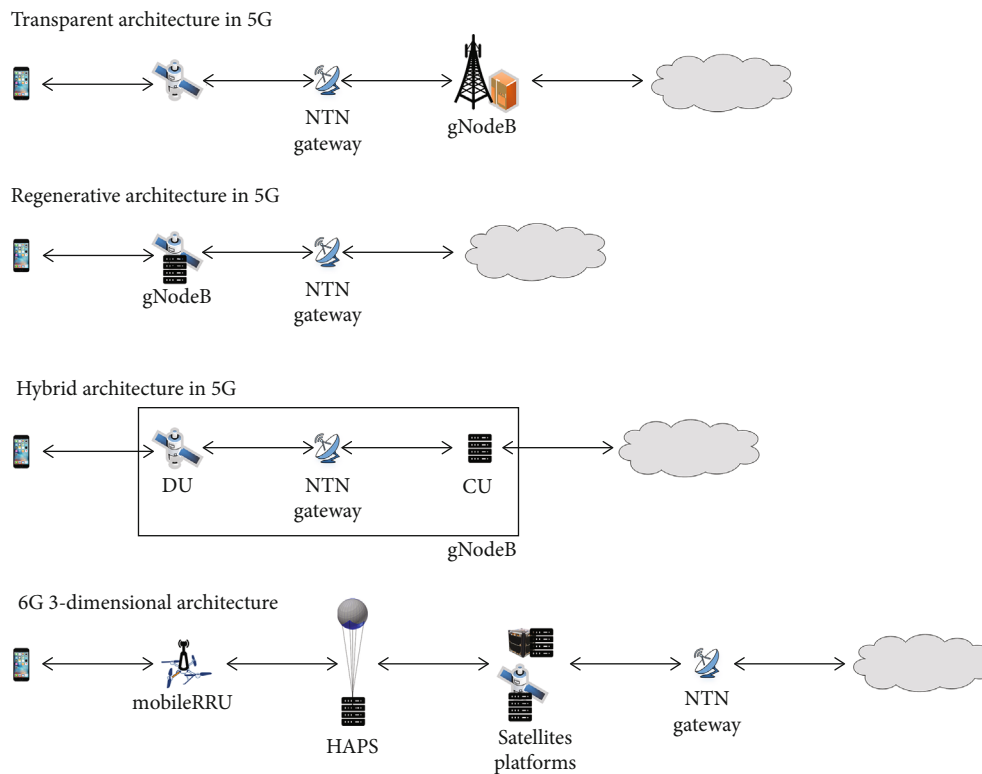 Transparent architecture in 5G
NTN
gateway
gNodeB
Regenerative architecture in 5G
gNodeB
NTN
gateway
Hybrid architecture in 5G
DU
NTN
gateway
CU
gNodeB
6G 3-dimensional architecture
mobileRRU
HAPS
Satellites
platforms
NTN
gateway